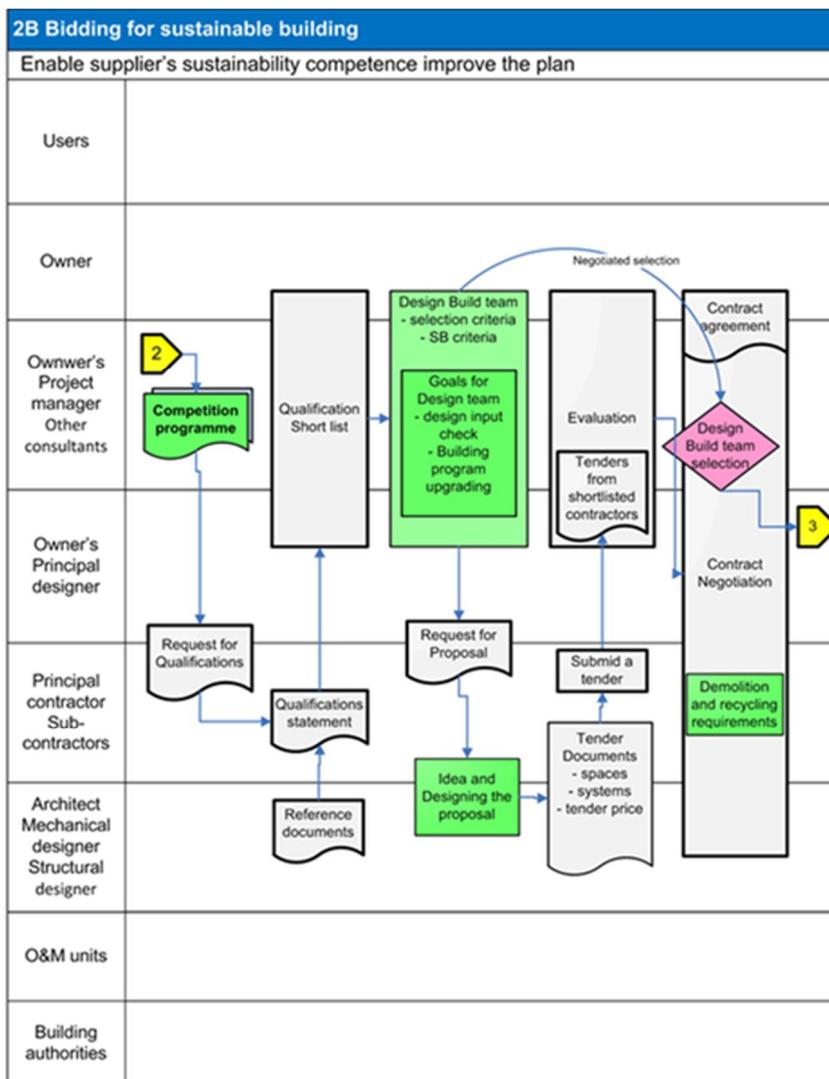 2B Bidding for sustainable building
Enable supplier's sustainability competence improve the plan
Users
Owner
Negotiated selection
Ownwer's
Project
manager
Other
consultants
2
Competition
programme
Qualification
Short list
Design Build team
- selection criteria
- SB criteria
Goals for
Design team
- design input
check
- Building
program
upgrading
Evaluation
Tenders
from
shortlisted
contractors
Contract
agreement
Design
Build team
selection
3
Owner's
Principal
designer
Contract
Negotiation
Request for
Qualifications
Request for
Proposal
Principal
contractor
Sub-
contractors
Qualifications
statement
Submid a
tender
Demolition
and recycling
requirements
Idea and
Designing the
proposal
Tender
Documents
- spaces
- systems
- tender price
Architect
Mechanical
designer
Structural
designer
Reference
documents
O&M units
Building
authorities